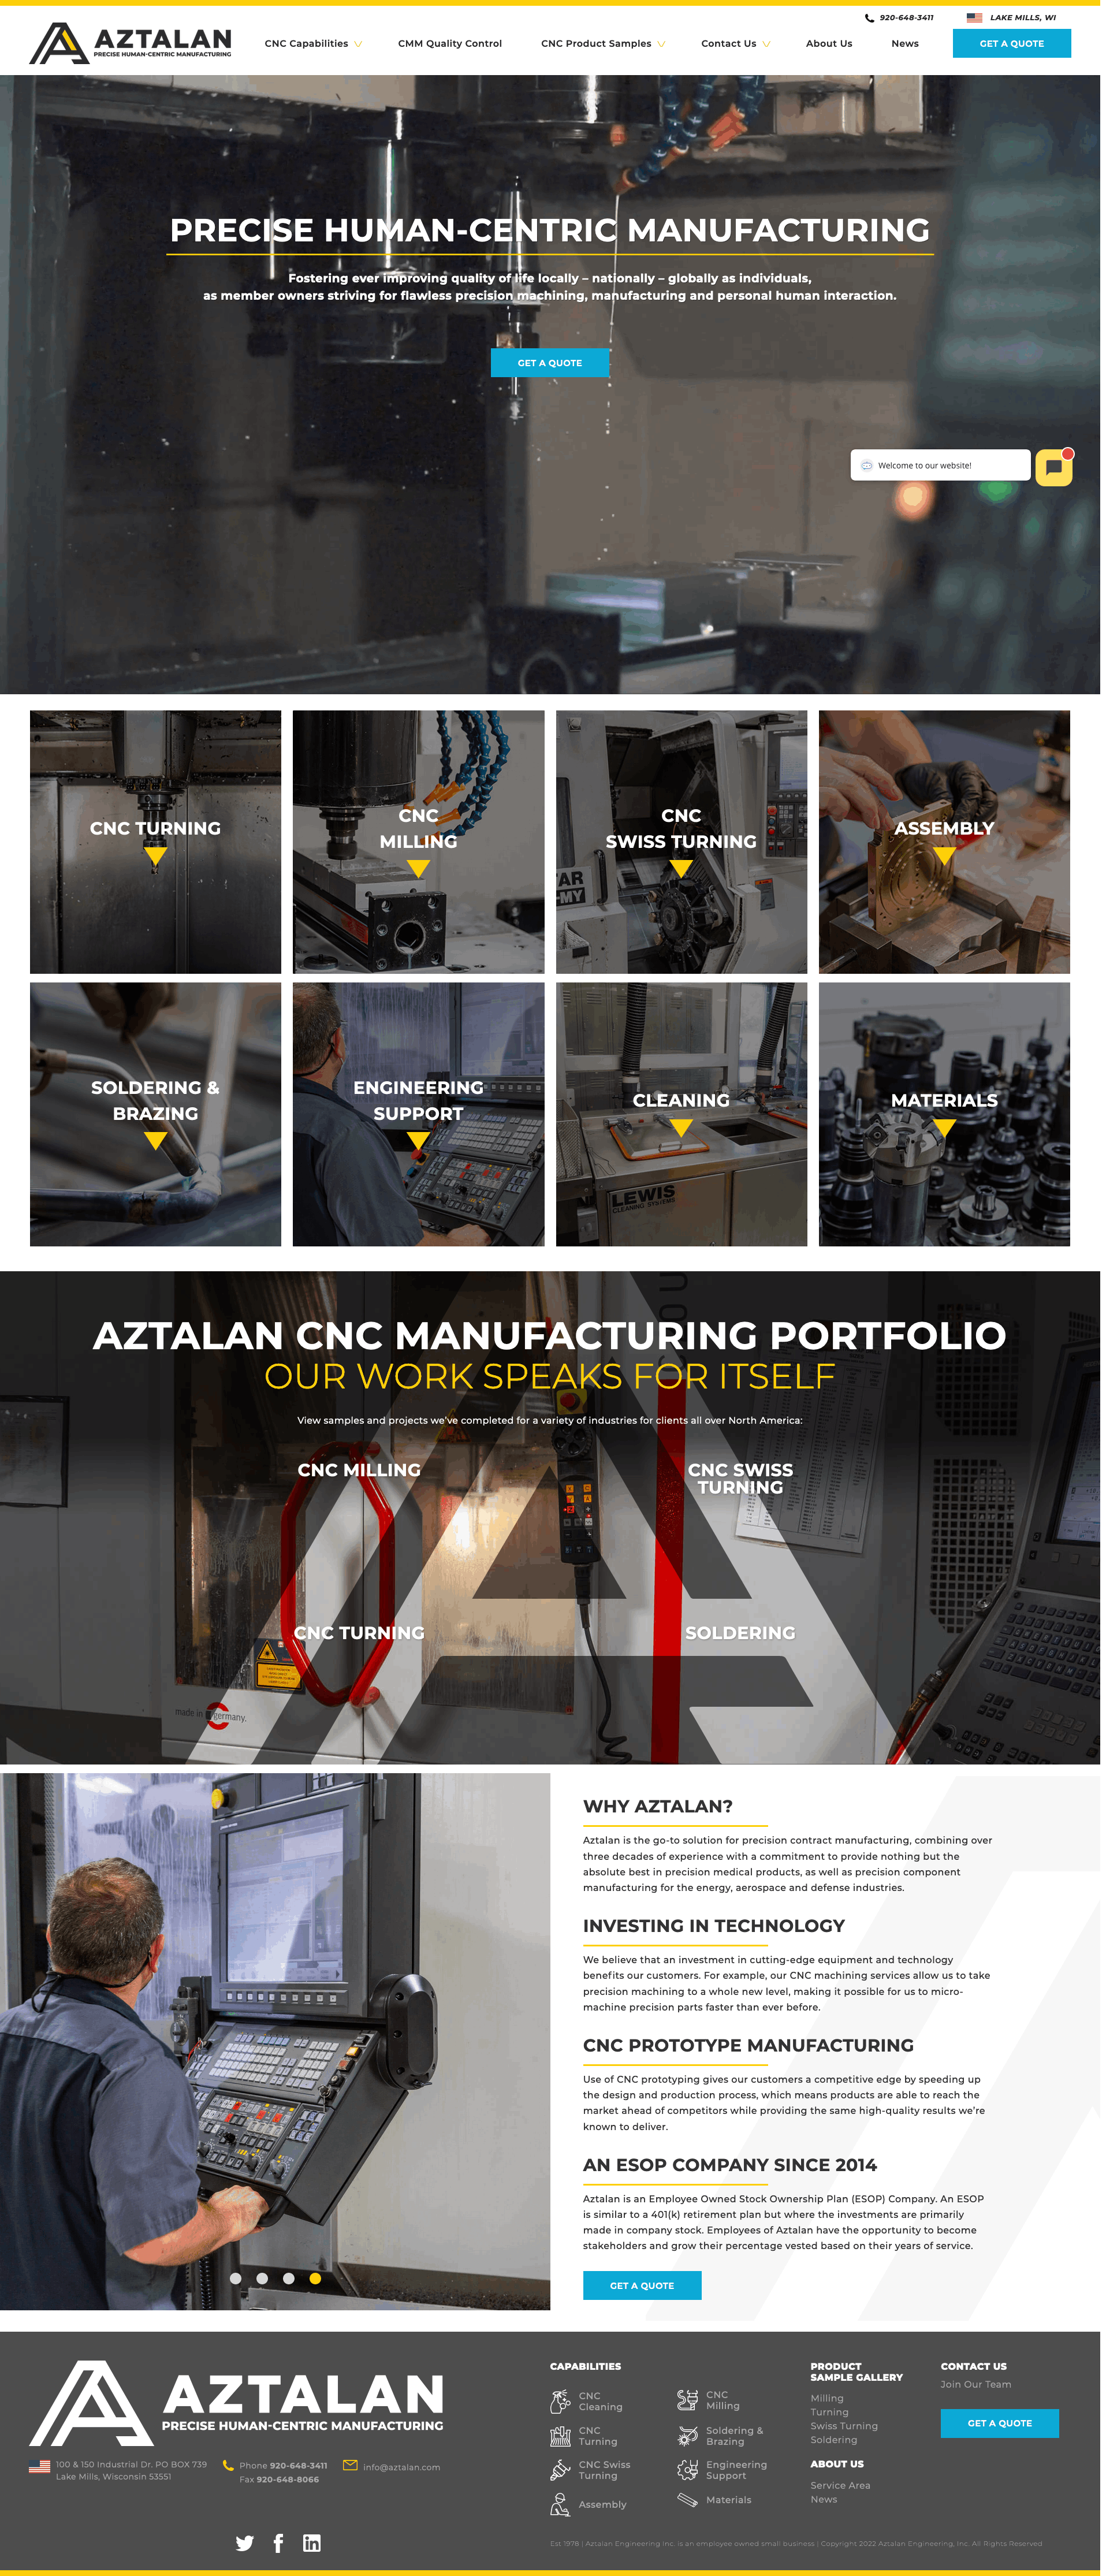 920-648-3411
LAKE MILLS, WI
AZTALAN
PRECISE HUMAN-CENTRIC MANUFACTURING
CNC Capabilities
CMM Quality Control
CNC Product Samples
Contact Us
About Us
News
GET A QUOTE
PRECISE HUMAN-CENTRIC MANUFACTURING
Fostering ever improving quality of life locally – nationally – globally as individuals,
as member owners striving for flawless precision machining, manufacturing and personal human interaction.
GET A QUOTE
Welcome to our website!
CNC TURNING
CNC
MILLING
CNC
SWISS TURNING
ASSEMBLY
SOLDERING &
BRAZING
ENGINEERING
SUPPORT
CLEANING
LEWIS
CLEANING SYSTEMS
MATERIALS
AZTALAN CNC MANUFACTURING PORTFOLIO
OUR WORK SPEAKS FOR ITSELF
View samples and projects we've completed for a variety of industries for clients all over North America:
CNC MILLING
CNC SWISS
TURNING
CNC TURNING
SOLDERING
made in germany.
WHY AZTALAN?
Aztalan is the go-to solution for precision contract manufacturing, combining over
three decades of experience with a commitment to provide nothing but the
absolute best in precision medical products, as well as precision component
manufacturing for the energy, aerospace and defense industries.
INVESTING IN TECHNOLOGY
We believe that an investment in cutting-edge equipment and technology
benefits our customers. For example, our CNC machining services allow us to take
precision machining to a whole new level, making it possible for us to micro-
machine precision parts faster than ever before.
CNC PROTOTYPE MANUFACTURING
Use of CNC prototyping gives our customers a competitive edge by speeding up
the design and production process, which means products are able to reach the
market ahead of competitors while providing the same high-quality results we're
known to deliver.
AN ESOP COMPANY SINCE 2014
Aztalan is an Employee Owned Stock Ownership Plan (ESOP) Company. An ESOP
is similar to a 401(k) retirement plan but where the investments are primarily
made in company stock. Employees of Aztalan have the opportunity to become
stakeholders and grow their percentage vested based on their years of service.
GET A QUOTE
AZTALAN
PRECISE HUMAN-CENTRIC MANUFACTURING
100 & 150 Industrial Dr. PO BOX 739
Lake Mills, Wisconsin 53551
Phone 920-648-3411
Fax 920-648-8066
info@aztalan.com
CAPABILITIES
CNC
Cleaning
CNC
Milling
CNC
Turning
Soldering &
Brazing
CNC Swiss
Turning
Engineering
Support
Assembly
Materials
PRODUCT
SAMPLE GALLERY
Milling
Turning
Swiss Turning
Soldering
ABOUT US
Service Area
News
CONTACT US
Join Our Team
GET A QUOTE
Est 1978 | Aztalan Engineering Inc. is an employee owned small business | Copyright 2022 Aztalan Engineering, Inc. All Rights Reserved